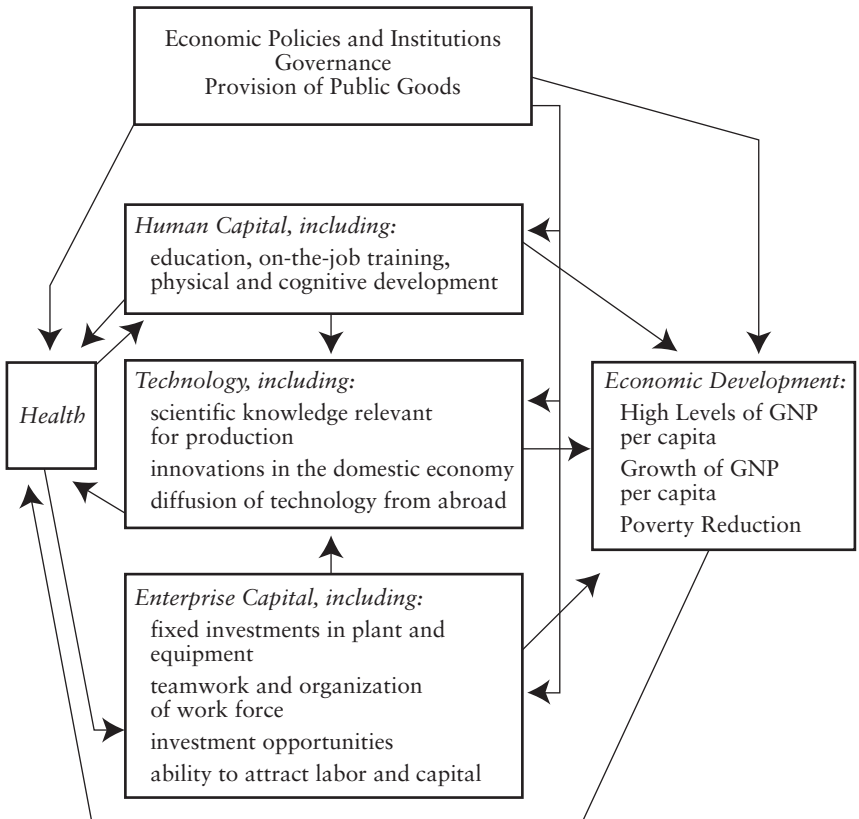 Economic Policies and Institutions
Governance
Provision of Public Goods
Human Capital, including:
education, on-the-job training,
physical and cognitive development
Health
Technology, including:
scientific knowledge relevant
for production
innovations in the domestic economy
diffusion of technology from abroad
Economic Development:
High Levels of GNP
per capita
Growth of GNP
per capita
Poverty Reduction
Enterprise Capital, including:
fixed investments in plant and
equipment
teamwork and organization
of work force
investment opportunities
ability to attract labor and capital